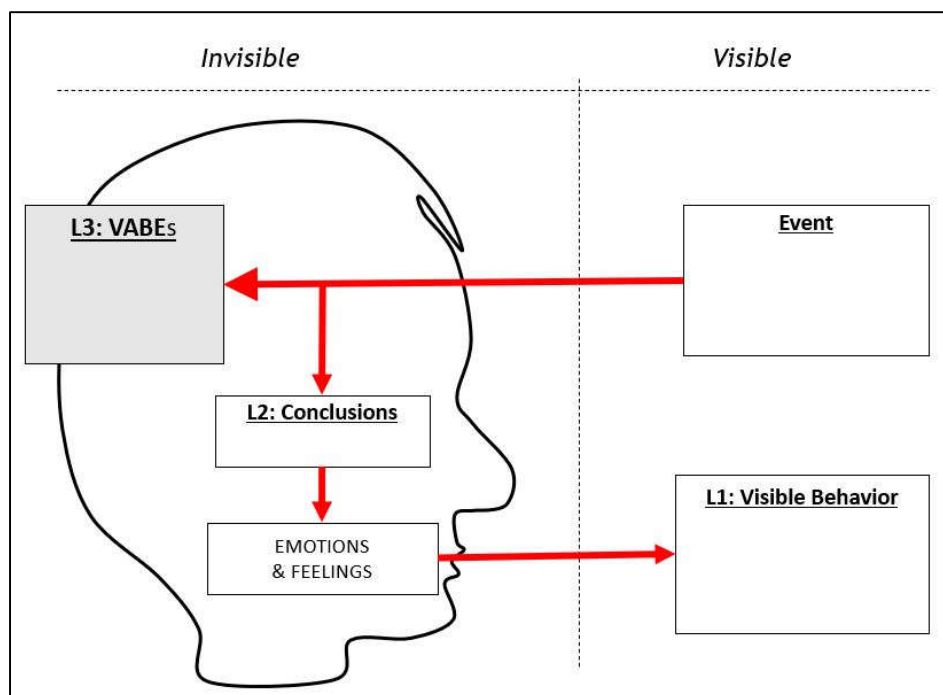 Invisible
Visible
L3: VABEs
Event
L2: Conclusions
L1: Visible Behavior
EMOTIONS
& FEELINGS